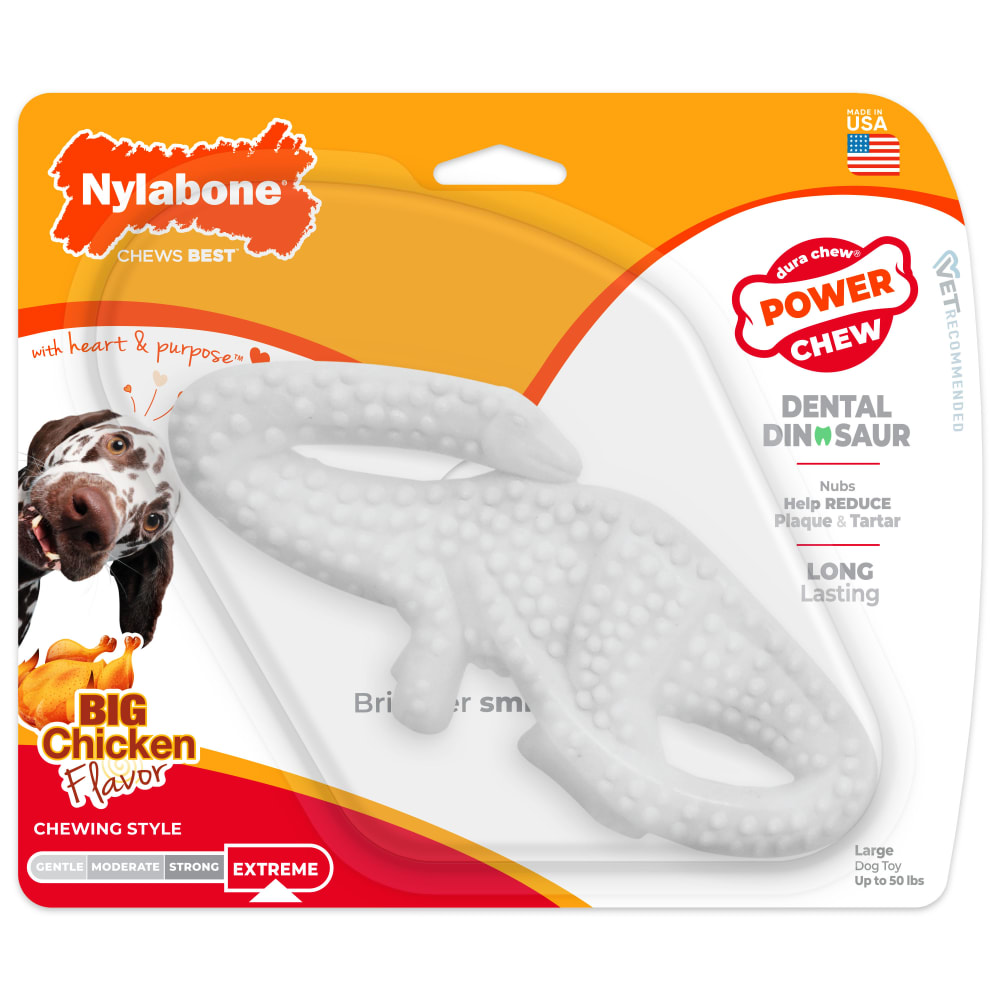 MADE IN
USA
Nylabone®
CHEWS BEST™
with heart & purpose™
dura chew®
POWER
CHEW
VET RECOMMENDED
DENTAL
DINOSAUR
Nubs
Help REDUCE
Plaque & Tartar
LONG
Lasting
BIG
Chicken
Flavor
CHEWING STYLE
GENTLE MODERATE STRONG EXTREME
Large
Dog Toy
Up to 50 lbs